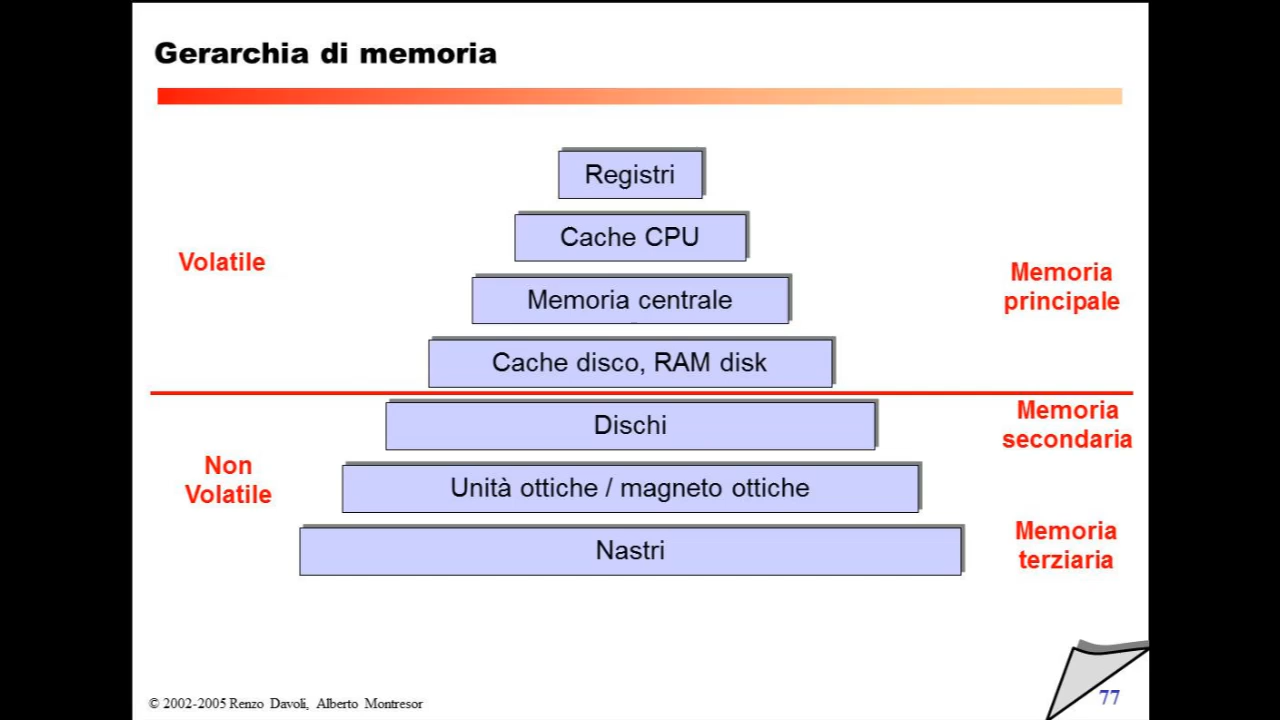 Gerarchia di memoria
Registri
Cache CPU
Volatile
Memoria
principale
Memoria centrale
Cache disco, RAM disk
Dischi
Memoria
secondaria
Non
Volatile
Unità ottiche / magneto ottiche
Nastri
Memoria
terziaria
© 2002-2005 Renzo Davoli, Alberto Montresor
77